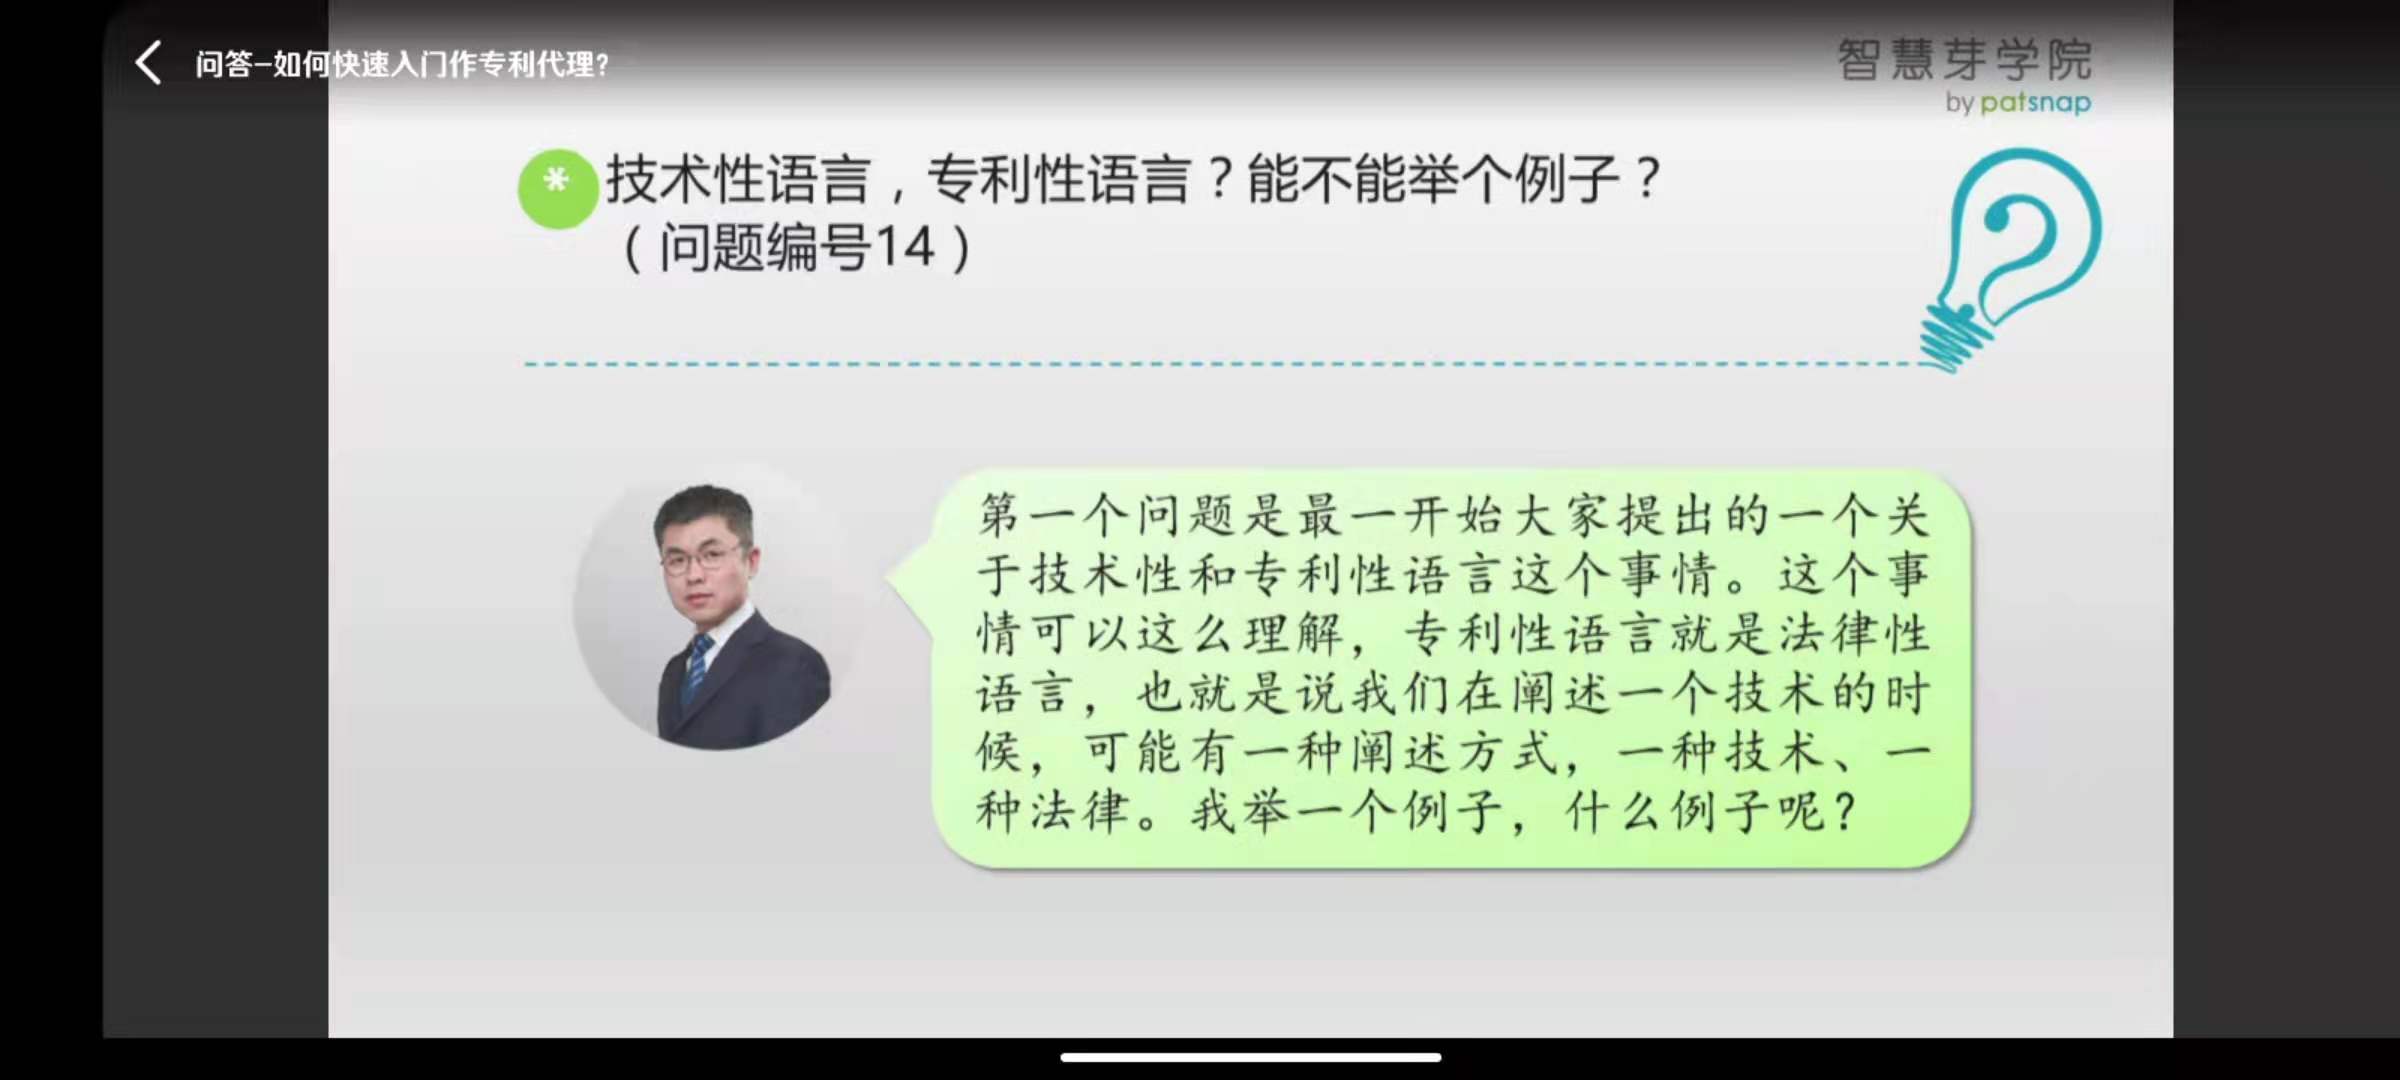 问答-如何快速入门作专利代理?
智慧芽学院
by patsnap
* 技术性语言，专利性语言？能不能举个例子？
（问题编号14）
第一个问题是最一开始大家提出的一个关
于技术性和专利性语言这个事情。这个事
情可以这么理解，专利性语言就是法律性
语言，也就是说我们在阐述一个技术的时
候，可能有一种阐述方式，一种技术、一
种法律。我举一个例子，什么例子呢？